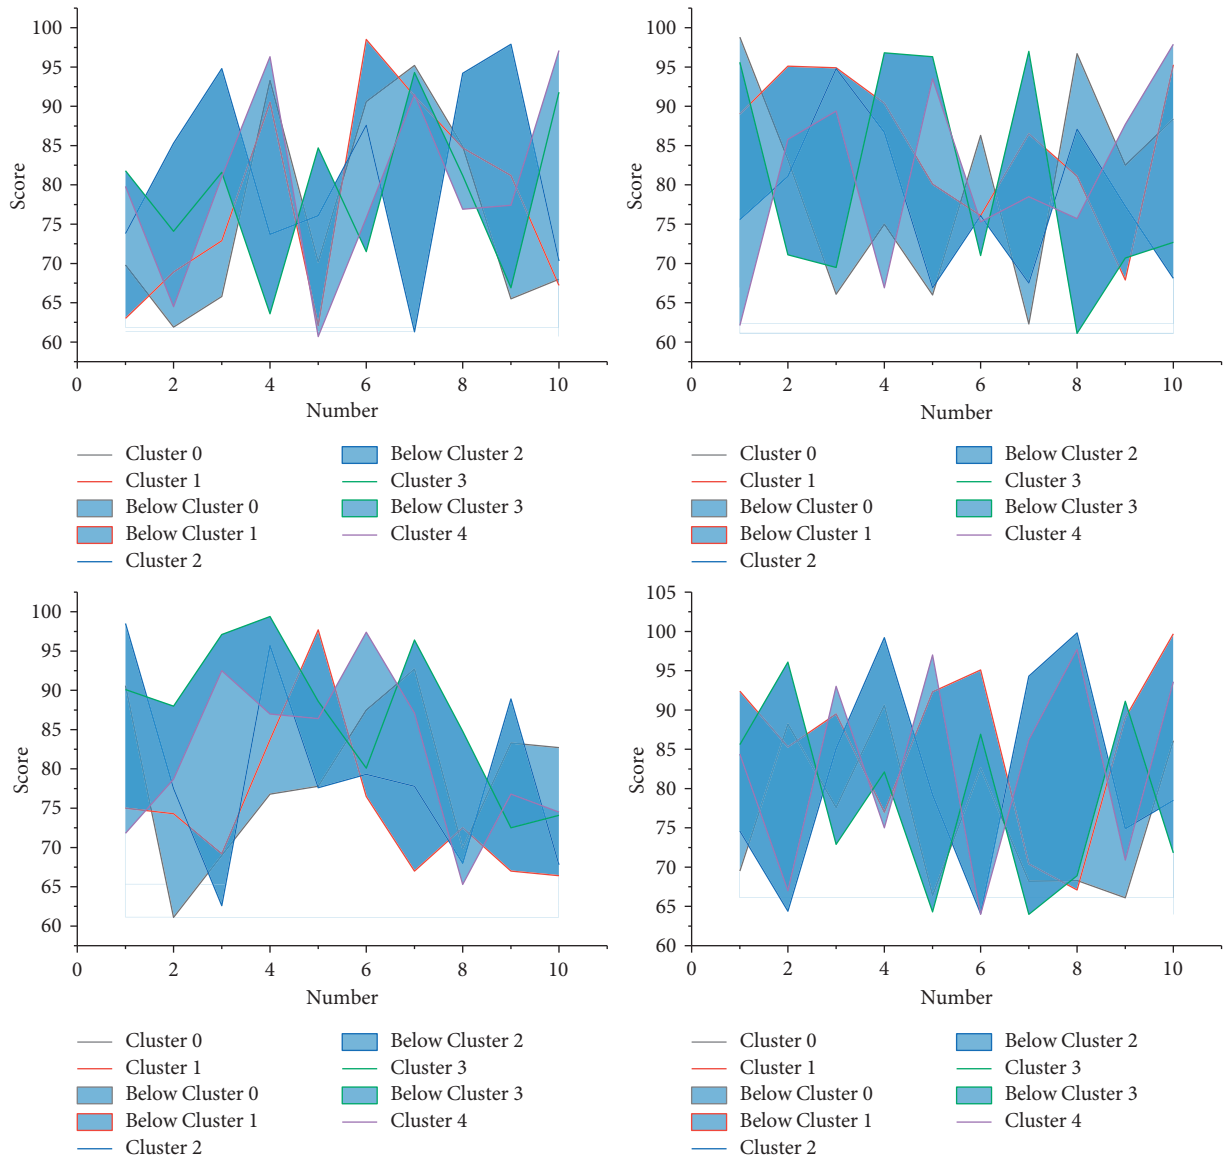 100
95
90
85
80
75
70
65
60
Score
0 2 4 6 8 10
Number
Cluster 0
Cluster 1
Below Cluster 0
Below Cluster 1
Cluster 2
Below Cluster 2
Cluster 3
Below Cluster 3
Cluster 4
100
95
90
85
80
75
70
65
60
Score
0 2 4 6 8 10
Number
Cluster 0
Cluster 1
Below Cluster 0
Below Cluster 1
Cluster 2
Below Cluster 2
Cluster 3
Below Cluster 3
Cluster 4
100
95
90
85
80
75
70
65
60
Score
0 2 4 6 8 10
Number
Cluster 0
Cluster 1
Below Cluster 0
Below Cluster 1
Cluster 2
Below Cluster 2
Cluster 3
Below Cluster 3
Cluster 4
105
100
95
90
85
80
75
70
65
60
Score
0 2 4 6 8 10
Number
Cluster 0
Cluster 1
Below Cluster 0
Below Cluster 1
Cluster 2
Below Cluster 2
Cluster 3
Below Cluster 3
Cluster 4